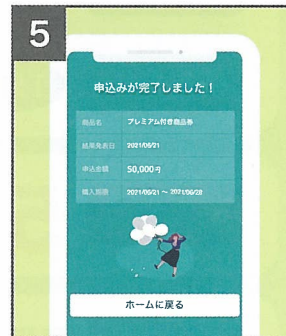 5
申込みが完了しました！
商品名 プレミアム付き商品券
結果発表日 2021/06/21
申込金額 50,000円
購入期限 2021/06/21 ～ 2021/06/28
ホームに戻る